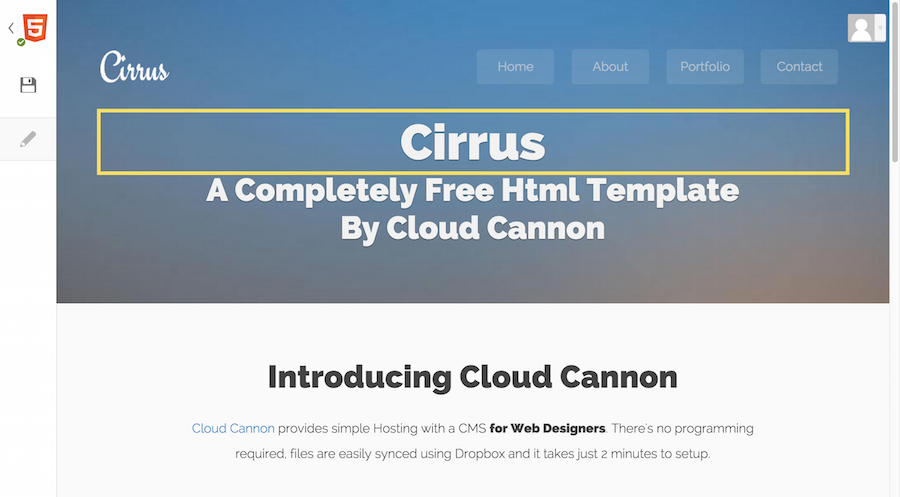 5
Cirrus
Home About Portfolio Contact
Cirrus
A Completely Free Html Template
By Cloud Cannon
Introducing Cloud Cannon
Cloud Cannon provides simple Hosting with a CMS for Web Designers. There's no programming
required, files are easily synced using Dropbox and it takes just 2 minutes to setup.